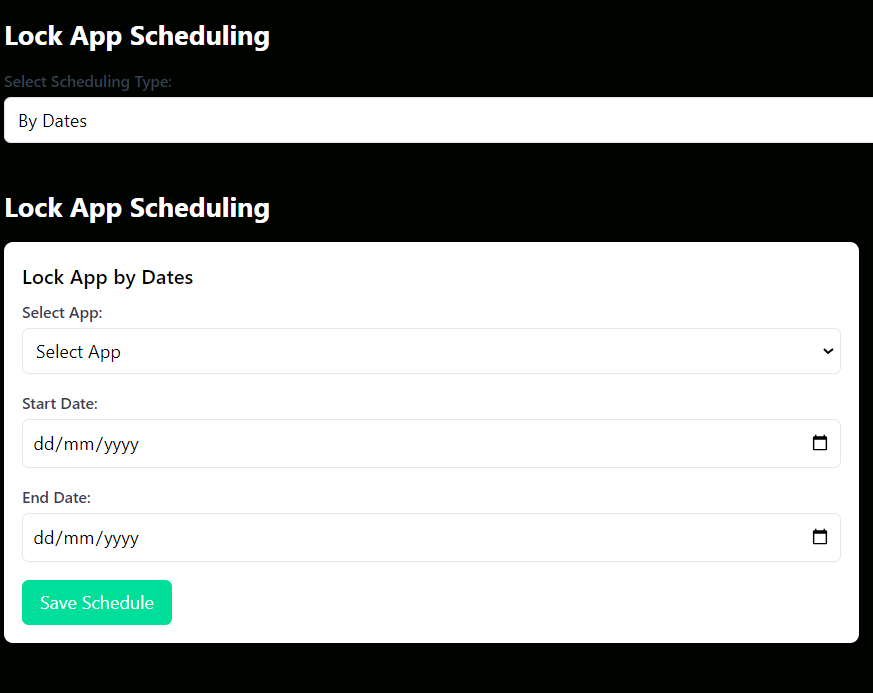 Lock App Scheduling
Select Scheduling Type:
By Dates
Lock App Scheduling
Lock App by Dates
Select App:
Select App
Start Date:
dd/mm/yyyy
End Date:
dd/mm/yyyy
Save Schedule